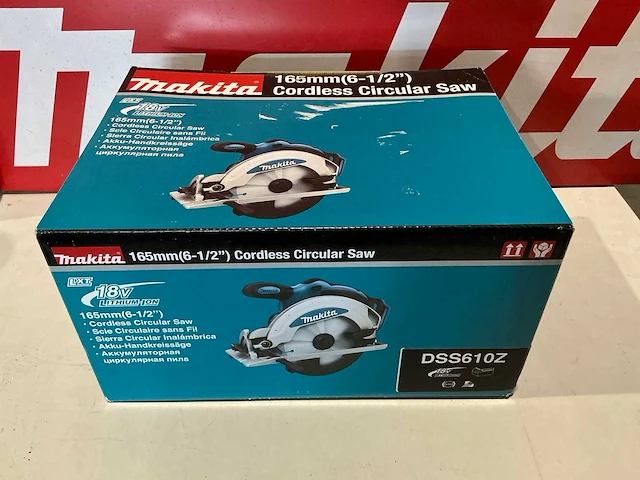 makita
makita
165mm(6-1/2")
Cordless Circular Saw
LXT
18V
LITHIUM-ION
165mm(6-1/2")
· Cordless Circular Saw
· Scie Circulaire sans Fil
· Sierra Circular Inalámbrica
· Akku-Handkreissäge
· Аккумуляторная
циркулярная пила
makita
makita 165mm(6-1/2") Cordless Circular Saw
LXT
18V
LITHIUM-ION
165mm(6-1/2")
· Cordless Circular Saw
· Scie Circulaire sans Fil
· Sierra Circular Inalámbrica
· Akku-Handkreissäge
· Аккумуляторная
циркулярная пила
makita
DSS610Z
18V